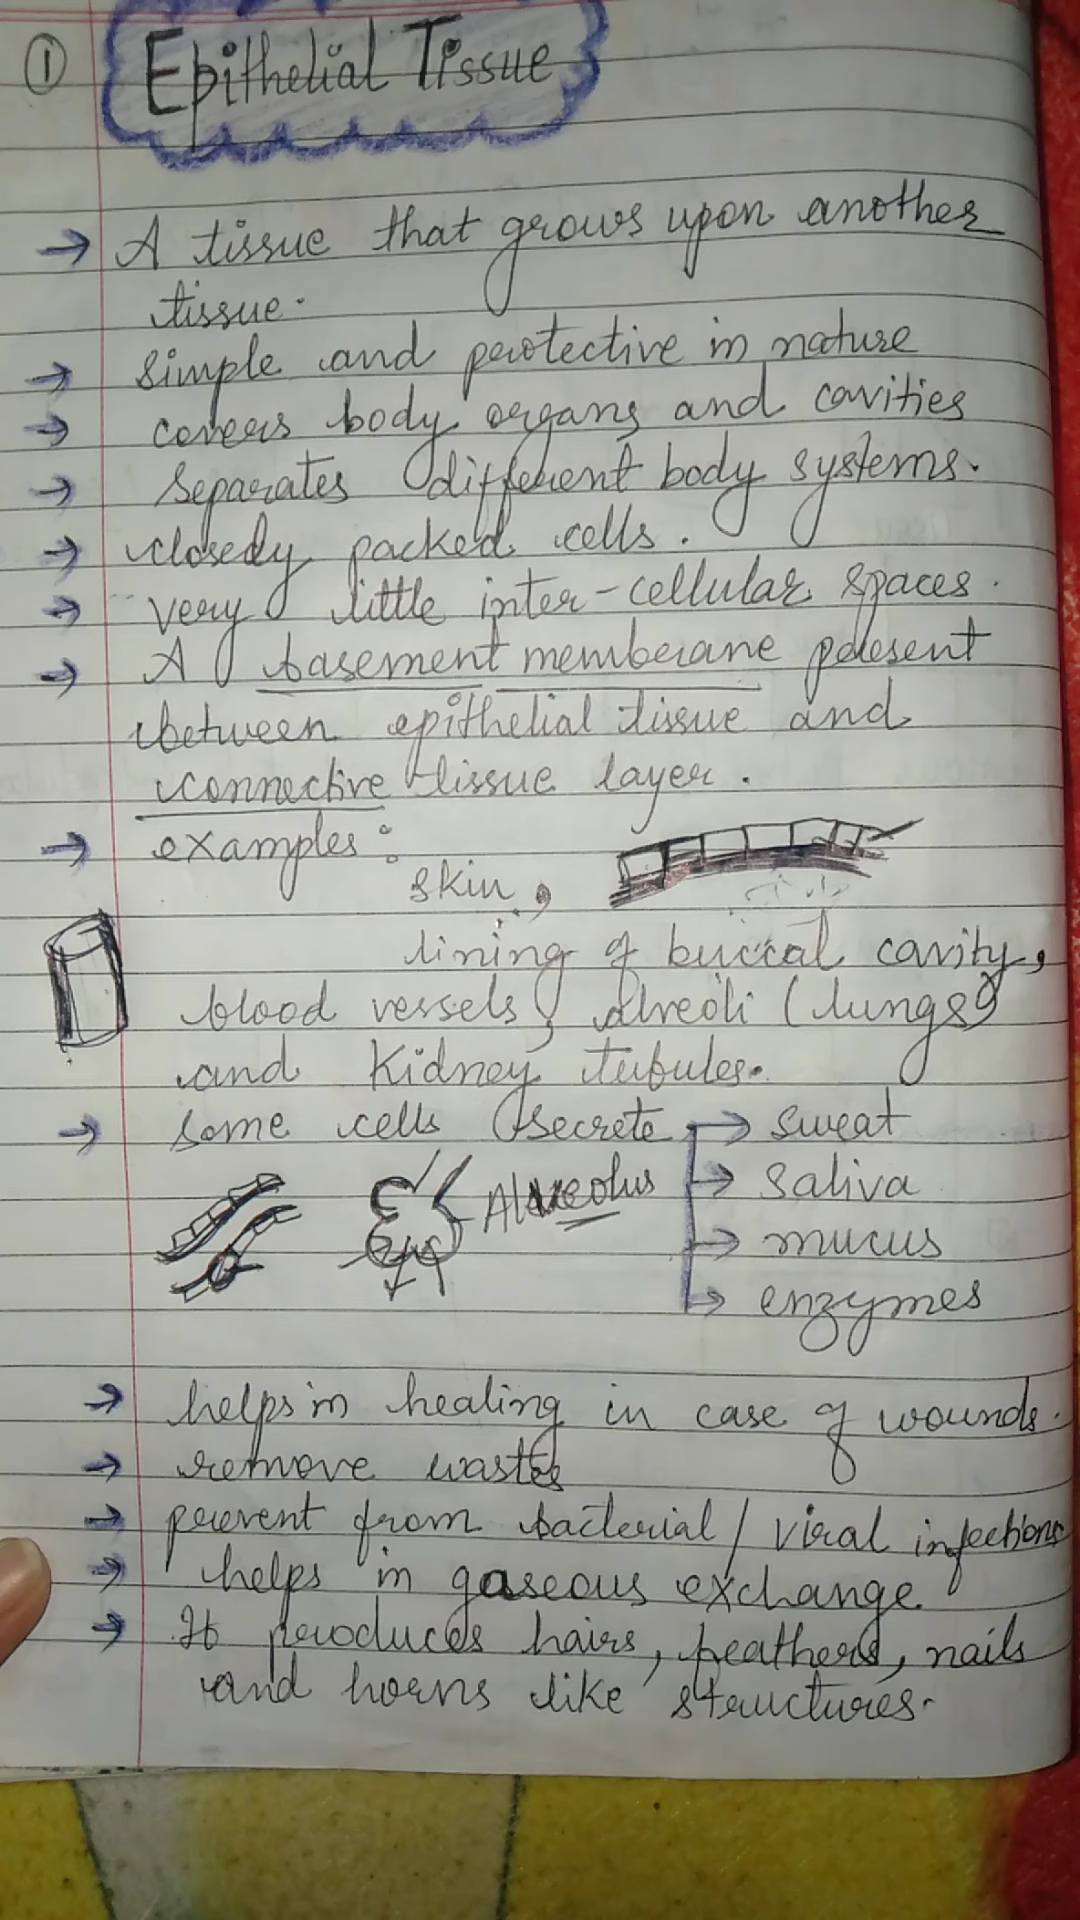 ① Epithelial Tissue
→ A tissue that grows upon another
tissue.
→ simple and protective in nature
→ covers body organs and cavities
→ Separates different body systems.
→ closedly packed cells.
→ very little inter-cellular spaces.
→ A basement membrane present
between epithelial tissue and
connective tissue layer.
→ examples:
skin,
lining of buccal cavity,
blood vessels, alveoli (lungs)
and Kidney tubules.
→ some cells secrete → sweat
Alveolus → saliva
→ mucus
→ enzymes
→ helps in healing in case of wounds.
→ remove wastes
→ prevent from bacterial / viral infections
→ helps in gaseous exchange
→ It produces hairs, feathers, nails
and horns like structures.